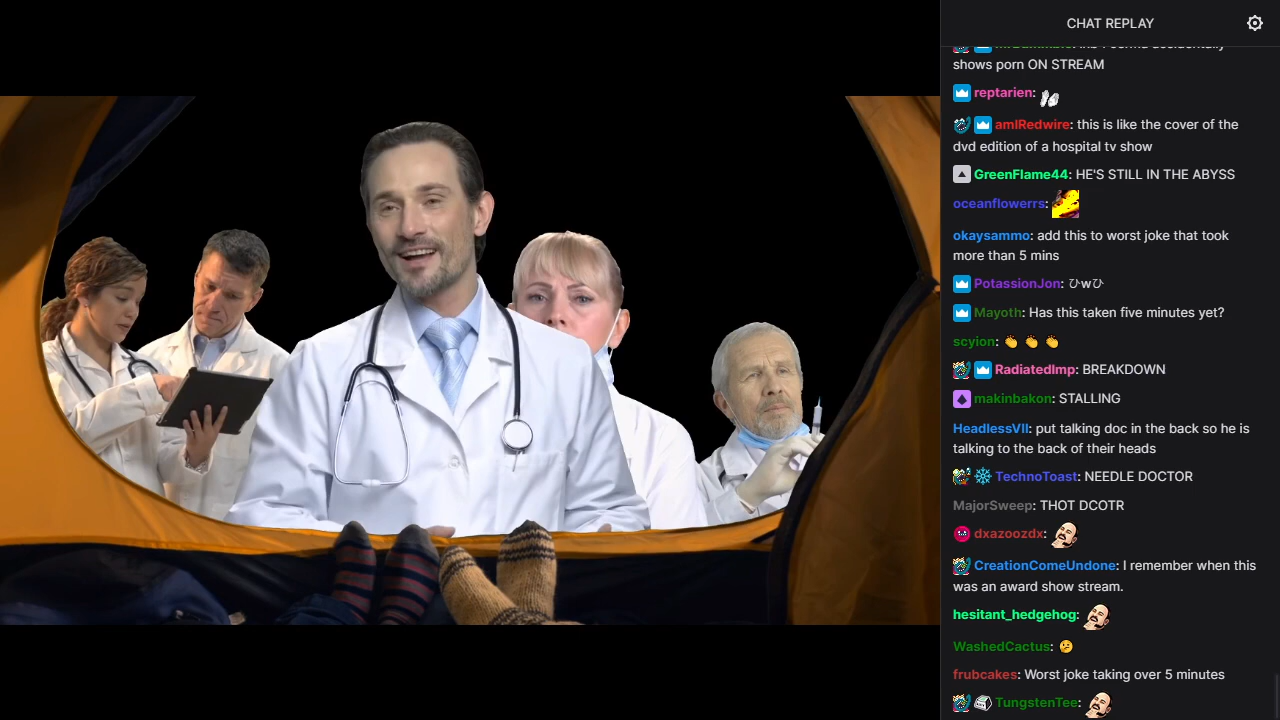 CHAT REPLAY
shows porn ON STREAM
reptarien:
amIRedwire: this is like the cover of the
dvd edition of a hospital tv show
GreenFlame44: HE'S STILL IN THE ABYSS
oceanflowerrs:
okaysammo: add this to worst joke that took
more than 5 mins
PotassionJon: ひwひ
Mayoth: Has this taken five minutes yet?
scyion:
RadiatedImp: BREAKDOWN
makinbakon: STALLING
HeadlessVII: put talking doc in the back so he is
talking to the back of their heads
TechnoToast: NEEDLE DOCTOR
MajorSweep: THOT DCOTR
dxazoozdx:
CreationComeUndone: I remember when this
was an award show stream.
hesitant_hedgehog:
WashedCactus:
frubcakes: Worst joke taking over 5 minutes
TungstenTee: